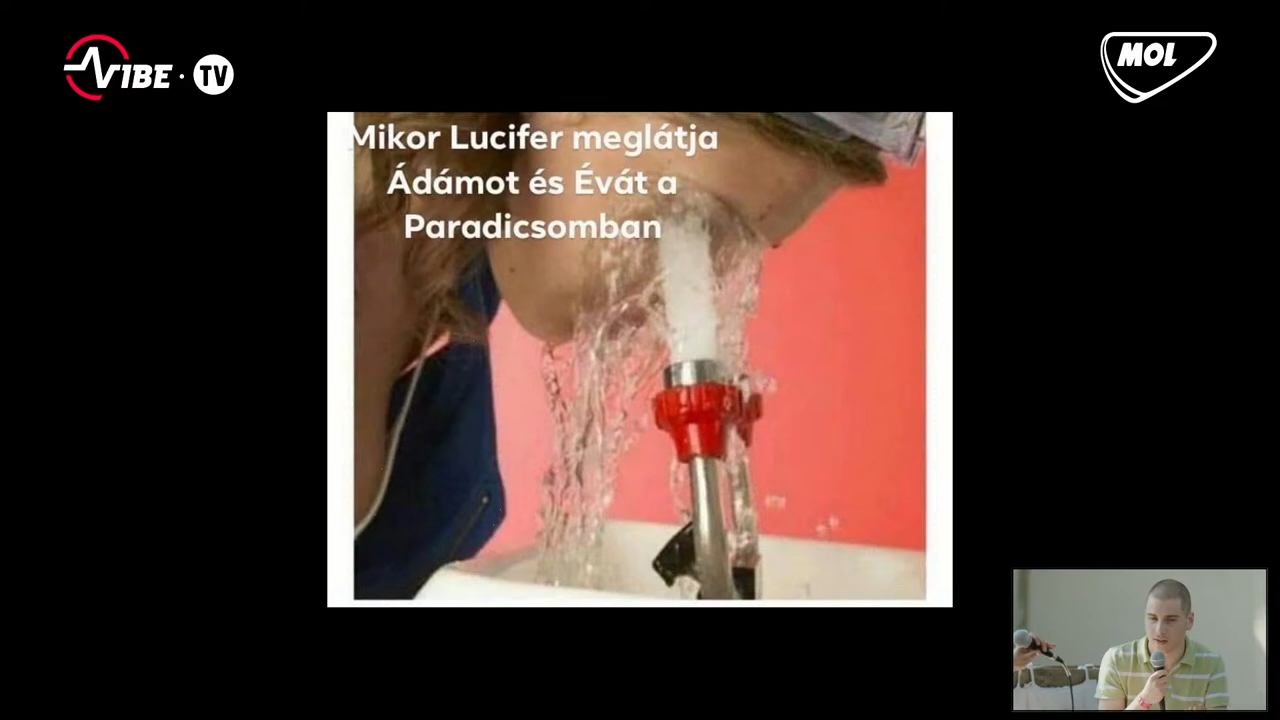 VIBE · TV
MOL
Mikor Lucifer meglátja
Ádámot és Évát a
Paradicsomban